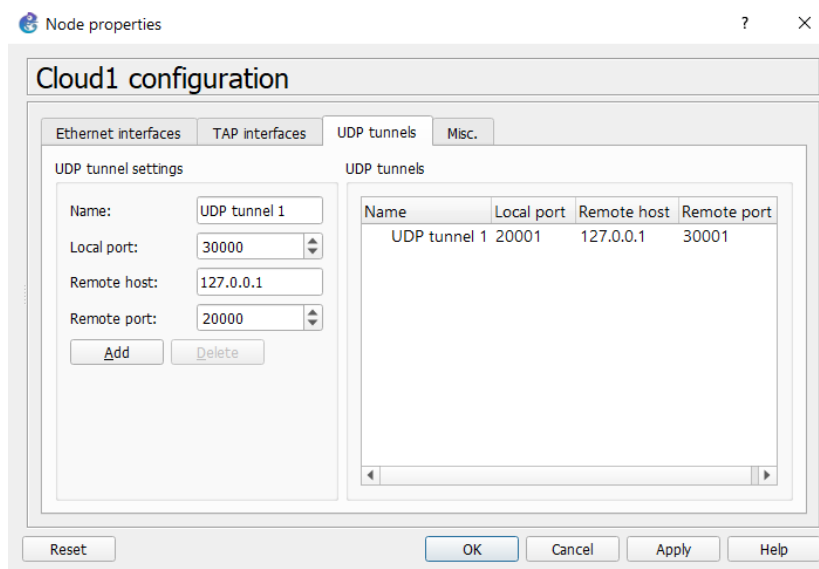 Node properties
? ×
Cloud1 configuration
Ethernet interfaces TAP interfaces UDP tunnels Misc.
UDP tunnel settings
Name: UDP tunnel 1
Local port: 30000
Remote host: 127.0.0.1
Remote port: 20000
Add Delete
UDP tunnels
Name Local port Remote host Remote port
UDP tunnel 1 20001 127.0.0.1 30001
Reset OK Cancel Apply Help